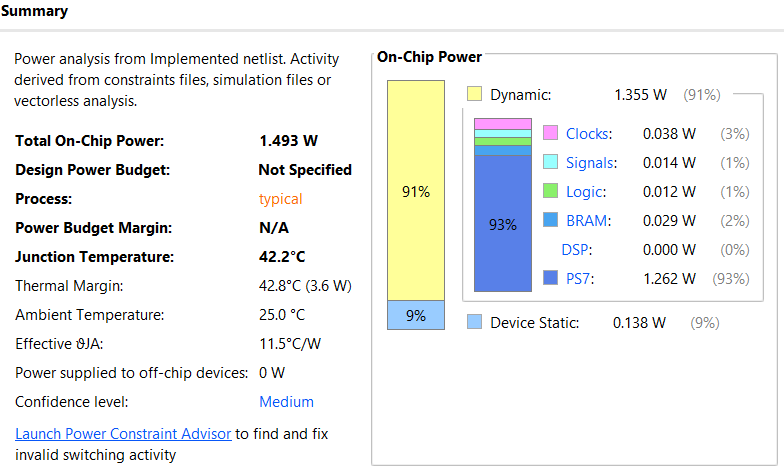 Summary
Power analysis from Implemented netlist. Activity
derived from constraints files, simulation files or
vectorless analysis.
Total On-Chip Power: 1.493 W
Design Power Budget: Not Specified
Process: typical
Power Budget Margin: N/A
Junction Temperature: 42.2°C
Thermal Margin: 42.8°C (3.6 W)
Ambient Temperature: 25.0 °C
Effective ϑJA: 11.5°C/W
Power supplied to off-chip devices: 0 W
Confidence level: Medium
Launch Power Constraint Advisor to find and fix
invalid switching activity
On-Chip Power
91%
9%
Dynamic: 1.355 W (91%)
93%
Clocks: 0.038 W (3%)
Signals: 0.014 W (1%)
Logic: 0.012 W (1%)
BRAM: 0.029 W (2%)
DSP: 0.000 W (0%)
PS7: 1.262 W (93%)
Device Static: 0.138 W (9%)